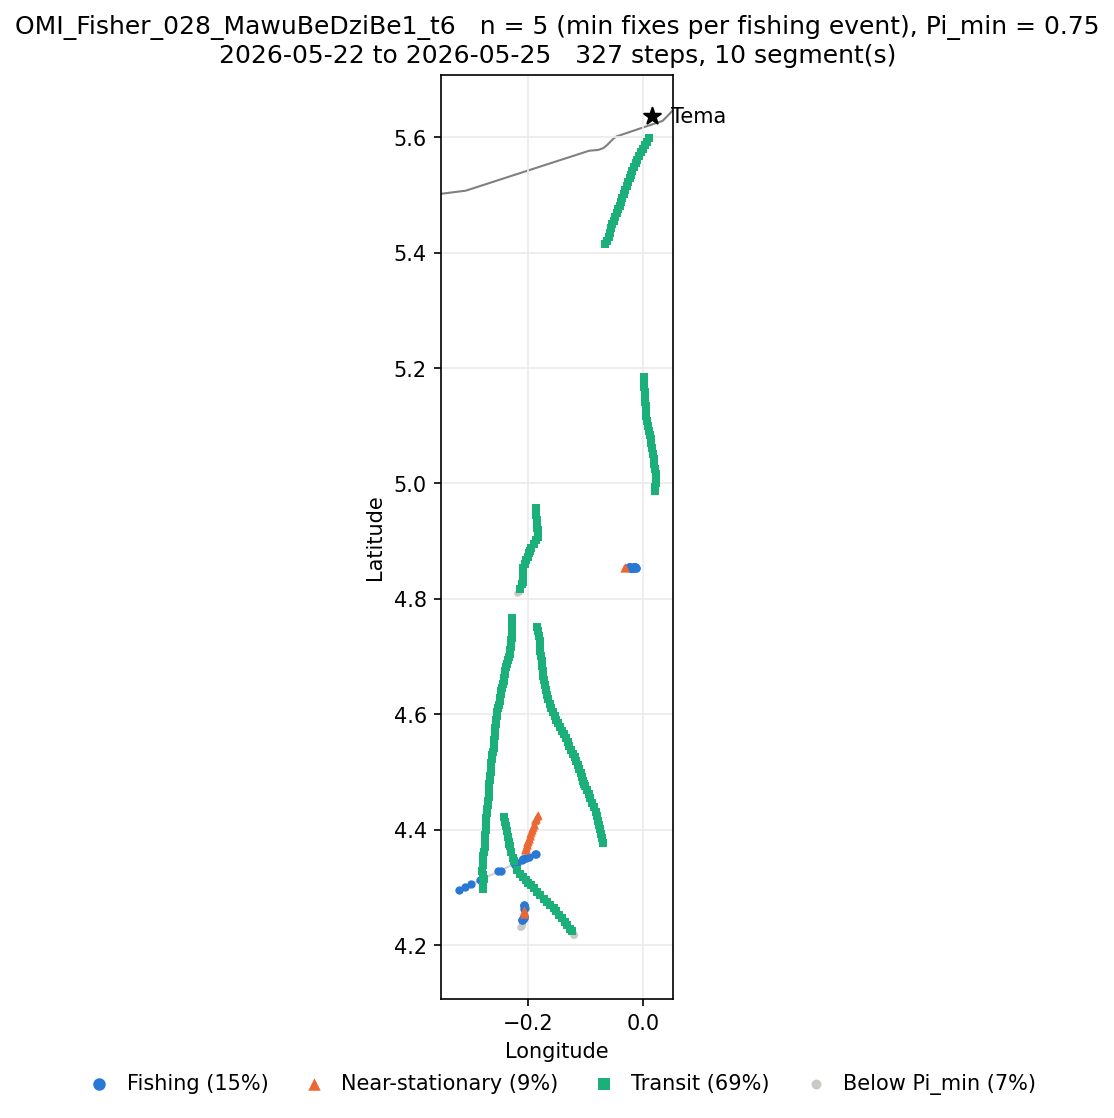 OMI_Fisher_028_MawuBeDziBe1_t6   n = 5 (min fixes per fishing event), Pi_min = 0.75
2026-05-22 to 2026-05-25   327 steps, 10 segment(s)
Tema
5.6
5.4
5.2
5.0
4.8
4.6
4.4
4.2
Latitude
−0.2
0.0
Longitude
Fishing (15%)
Near-stationary (9%)
Transit (69%)
Below Pi_min (7%)